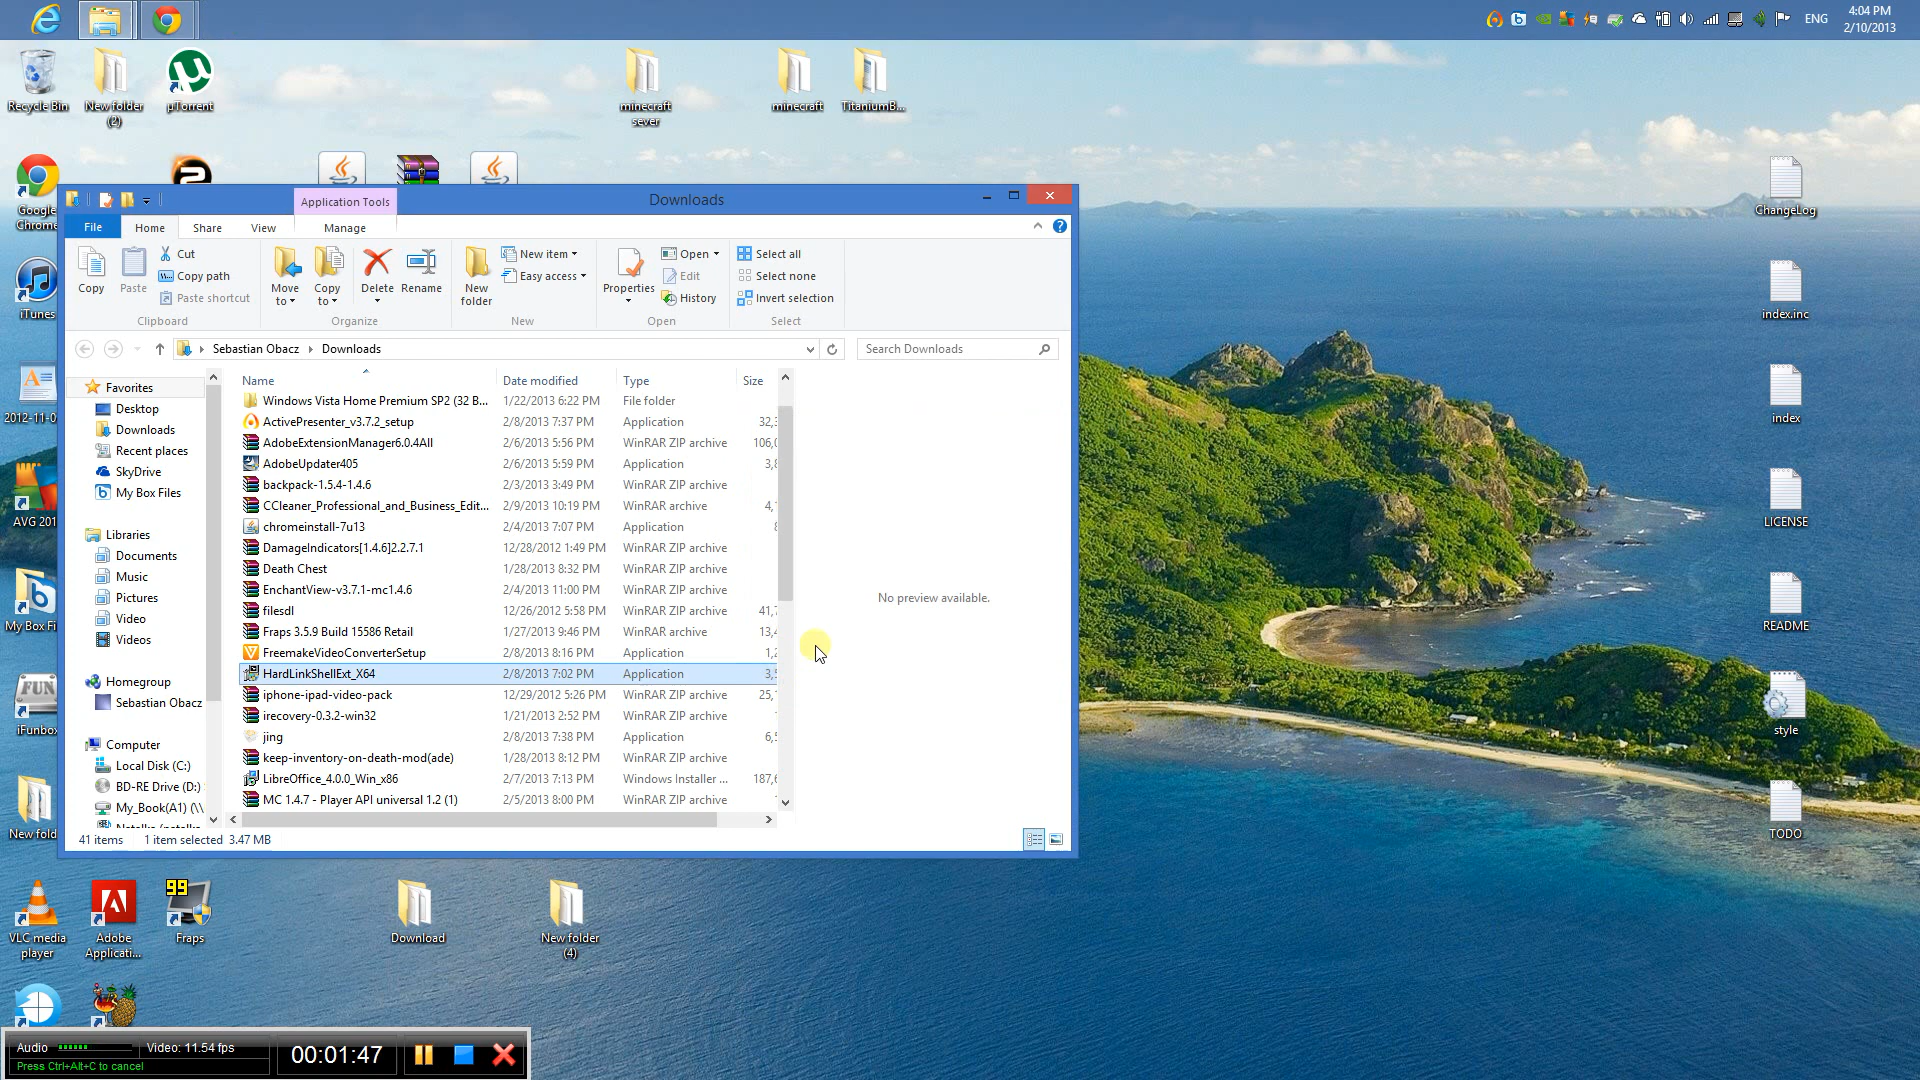 ENG
4:04 PM
2/10/2013
Recycle Bin
New folder
(2)
µTorrent
minecraft
sever
minecraft
TitaniumB...
Google
Chrome
iTunes
2012-11-0
AVG 201
My Box Fi
iFunbox
New fold
ChangeLog
index.inc
index
LICENSE
README
style
TODO
Application Tools
Downloads
File
Home
Share
View
Manage
Copy
Paste
Cut
Copy path
Paste shortcut
Clipboard
Move
to
Copy
to
Delete
Rename
Organize
New
folder
New item
Easy access
New
Properties
Open
Edit
History
Open
Select all
Select none
Invert selection
Select
Sebastian Obacz
Downloads
Search Downloads
Favorites
Desktop
Downloads
Recent places
SkyDrive
My Box Files
Libraries
Documents
Music
Pictures
Video
Videos
Homegroup
Sebastian Obacz
Computer
Local Disk (C:)
BD-RE Drive (D:)
My_Book(A1) (\\
Name Date modified Type Size
Windows Vista Home Premium SP2 (32 B... 1/22/2013 6:22 PM File folder
ActivePresenter_v3.7.2_setup 2/8/2013 7:37 PM Application 32,
AdobeExtensionManager6.0.4All 2/6/2013 5:56 PM WinRAR ZIP archive 106,
AdobeUpdater405 2/6/2013 5:59 PM Application 3,
backpack-1.5.4-1.4.6 2/3/2013 3:49 PM WinRAR ZIP archive
CCleaner_Professional_and_Business_Edit... 2/9/2013 10:19 PM WinRAR archive 4,
chromeinstall-7u13 2/4/2013 7:07 PM Application
DamageIndicators[1.4.6]2.2.7.1 12/28/2012 1:49 PM WinRAR ZIP archive
Death Chest 1/28/2013 8:32 PM WinRAR ZIP archive
EnchantView-v3.7.1-mc1.4.6 2/4/2013 11:00 PM WinRAR ZIP archive
filesdl 12/26/2012 5:58 PM WinRAR ZIP archive 41,
Fraps 3.5.9 Build 15586 Retail 1/27/2013 9:46 PM WinRAR archive 13,
FreemakeVideoConverterSetup 2/8/2013 8:16 PM Application 1,
HardLinkShellExt_X64 2/8/2013 7:02 PM Application 3,
iphone-ipad-video-pack 12/29/2012 5:26 PM WinRAR ZIP archive 25,
irecovery-0.3.2-win32 1/21/2013 2:52 PM WinRAR ZIP archive
jing 2/8/2013 7:38 PM Application 6,
keep-inventory-on-death-mod(ade) 1/28/2013 8:12 PM WinRAR ZIP archive
LibreOffice_4.0.0_Win_x86 2/7/2013 7:13 PM Windows Installer ... 187,
MC 1.4.7 - Player API universal 1.2 (1) 2/5/2013 8:00 PM WinRAR ZIP archive
No preview available.
41 items 1 item selected 3.47 MB
VLC media
player
Adobe
Applicati...
99
Fraps
Download
New folder
(4)
Audio
Video: 11.54 fps
Press Ctrl+Alt+C to cancel
00:01:47